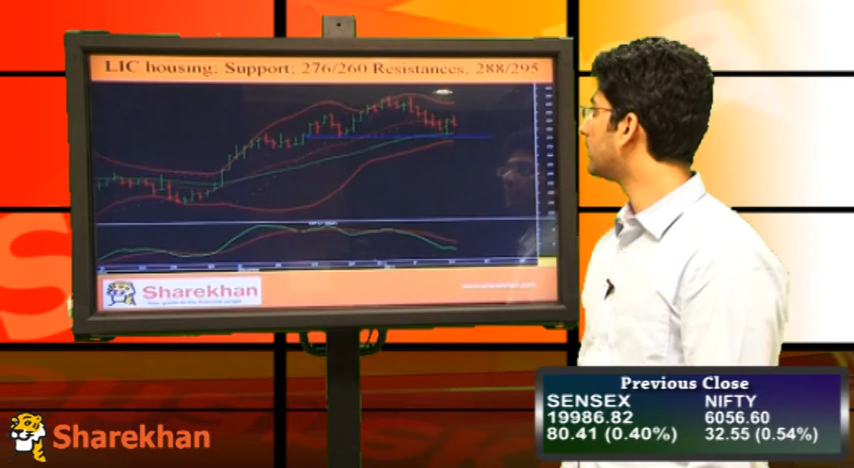 LIC housing. Support: 276/260 Resistances, 288/295
Sharekhan
www.sharekhan.com
Sharekhan
Previous Close
SENSEX NIFTY
19986.82 6056.60
80.41 (0.40%) 32.55 (0.54%)